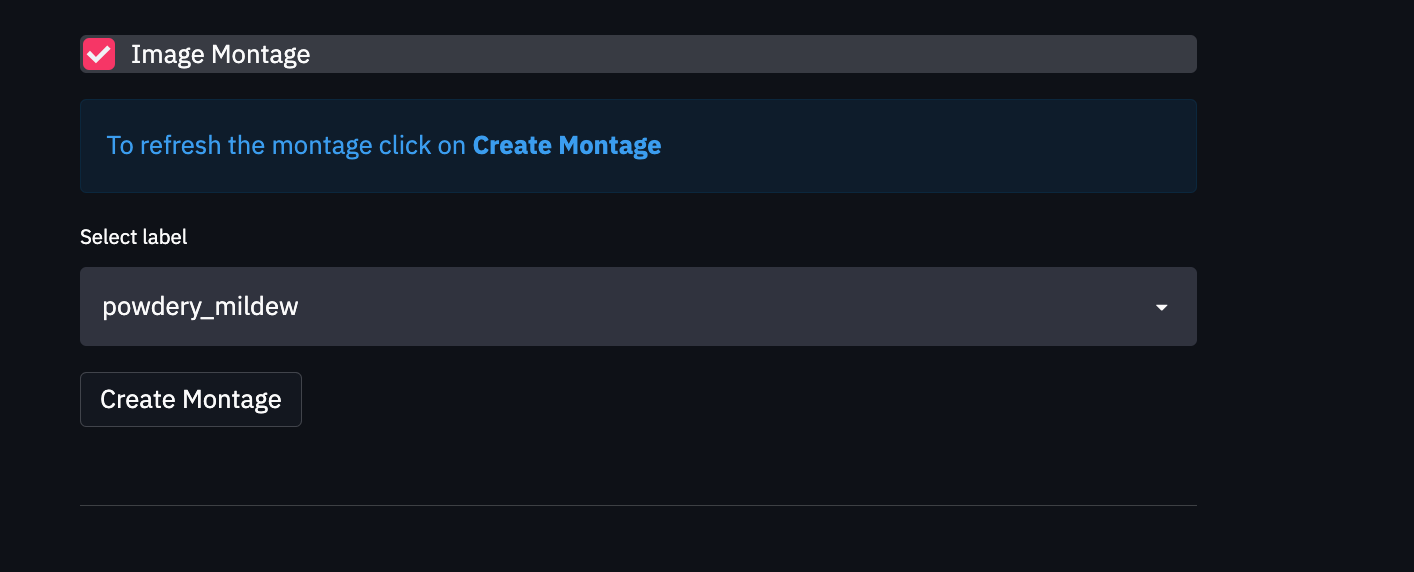 Image Montage
To refresh the montage click on Create Montage
Select label
powdery_mildew
Create Montage